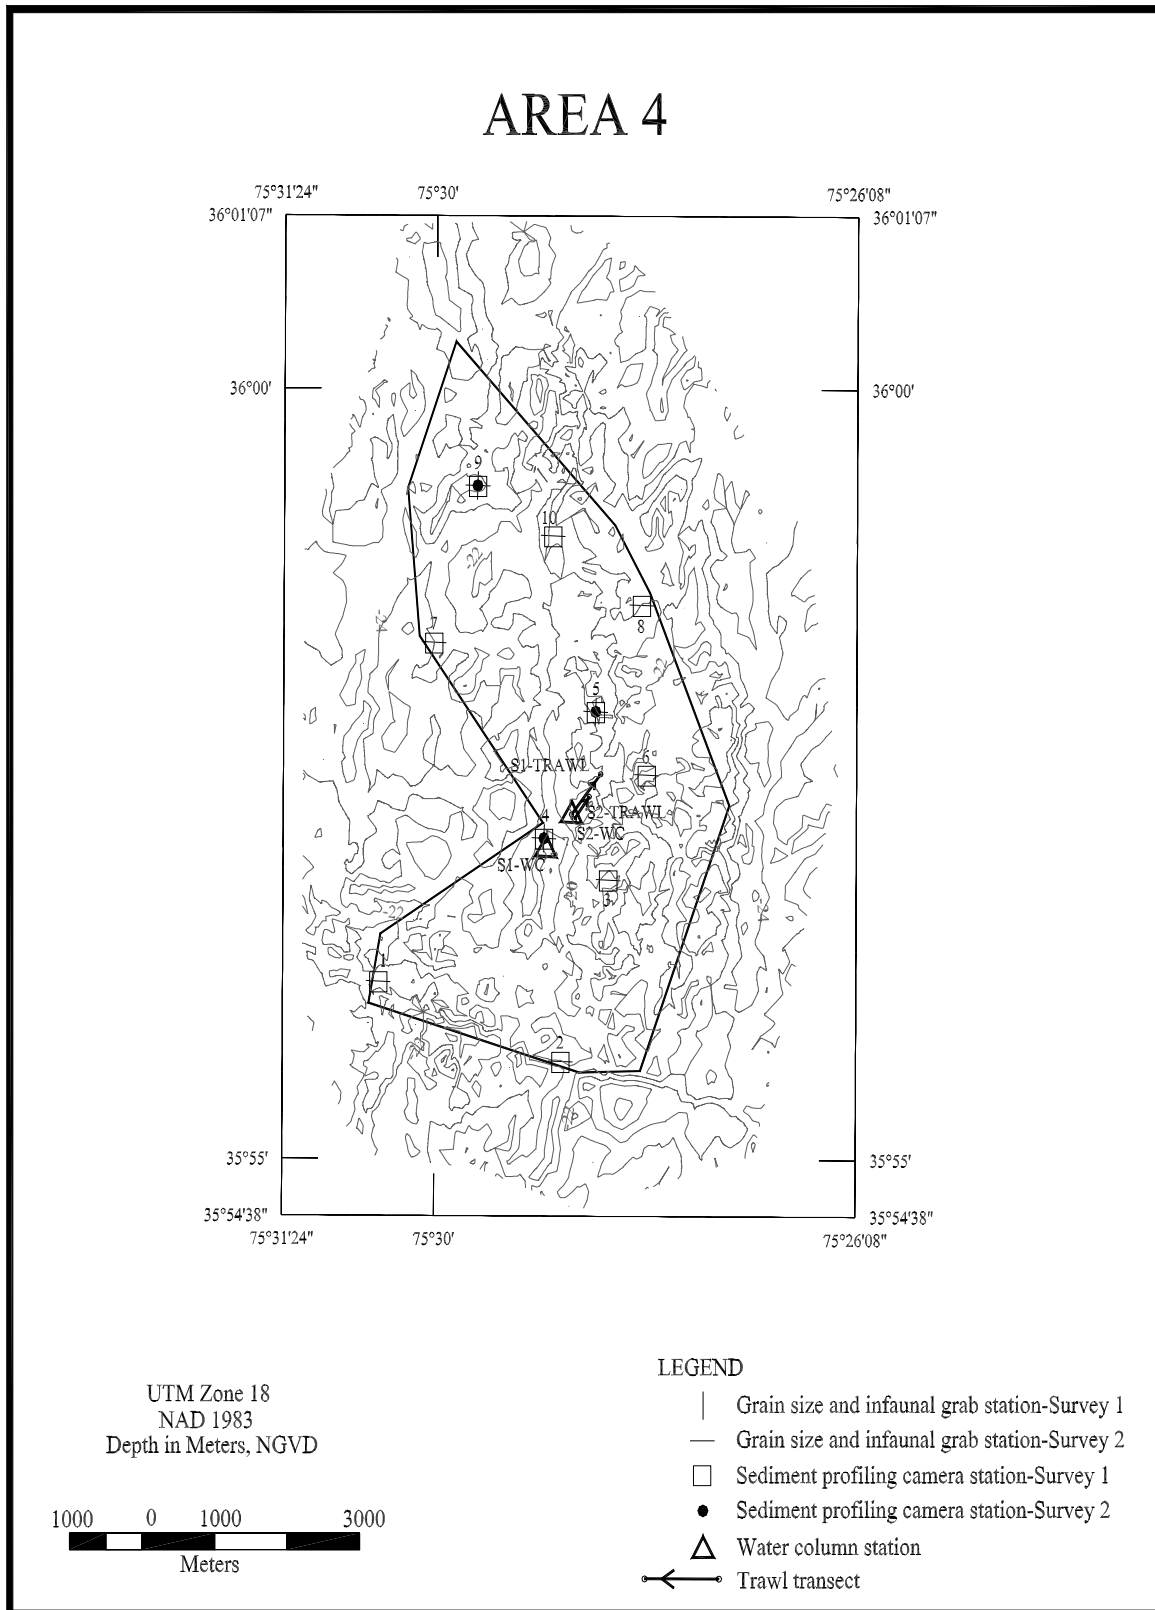 AREA 4
75°31'24"
75°30'
75°26'08"
36°01'07"
36°01'07"
36°00'
36°00'
9
10
-22
-24
7
8
-22
5
6
S1-TRAWL
S2-TRAWL
4
S2-WC
S1-WC
-20
3
-22
-24
1
2
35°55'
35°55'
35°54'38"
35°54'38"
75°31'24"
75°30'
75°26'08"
UTM Zone 18
NAD 1983
Depth in Meters, NGVD
1000 0 1000 3000
Meters
LEGEND
Grain size and infaunal grab station-Survey 1
Grain size and infaunal grab station-Survey 2
Sediment profiling camera station-Survey 1
Sediment profiling camera station-Survey 2
Water column station
Trawl transect